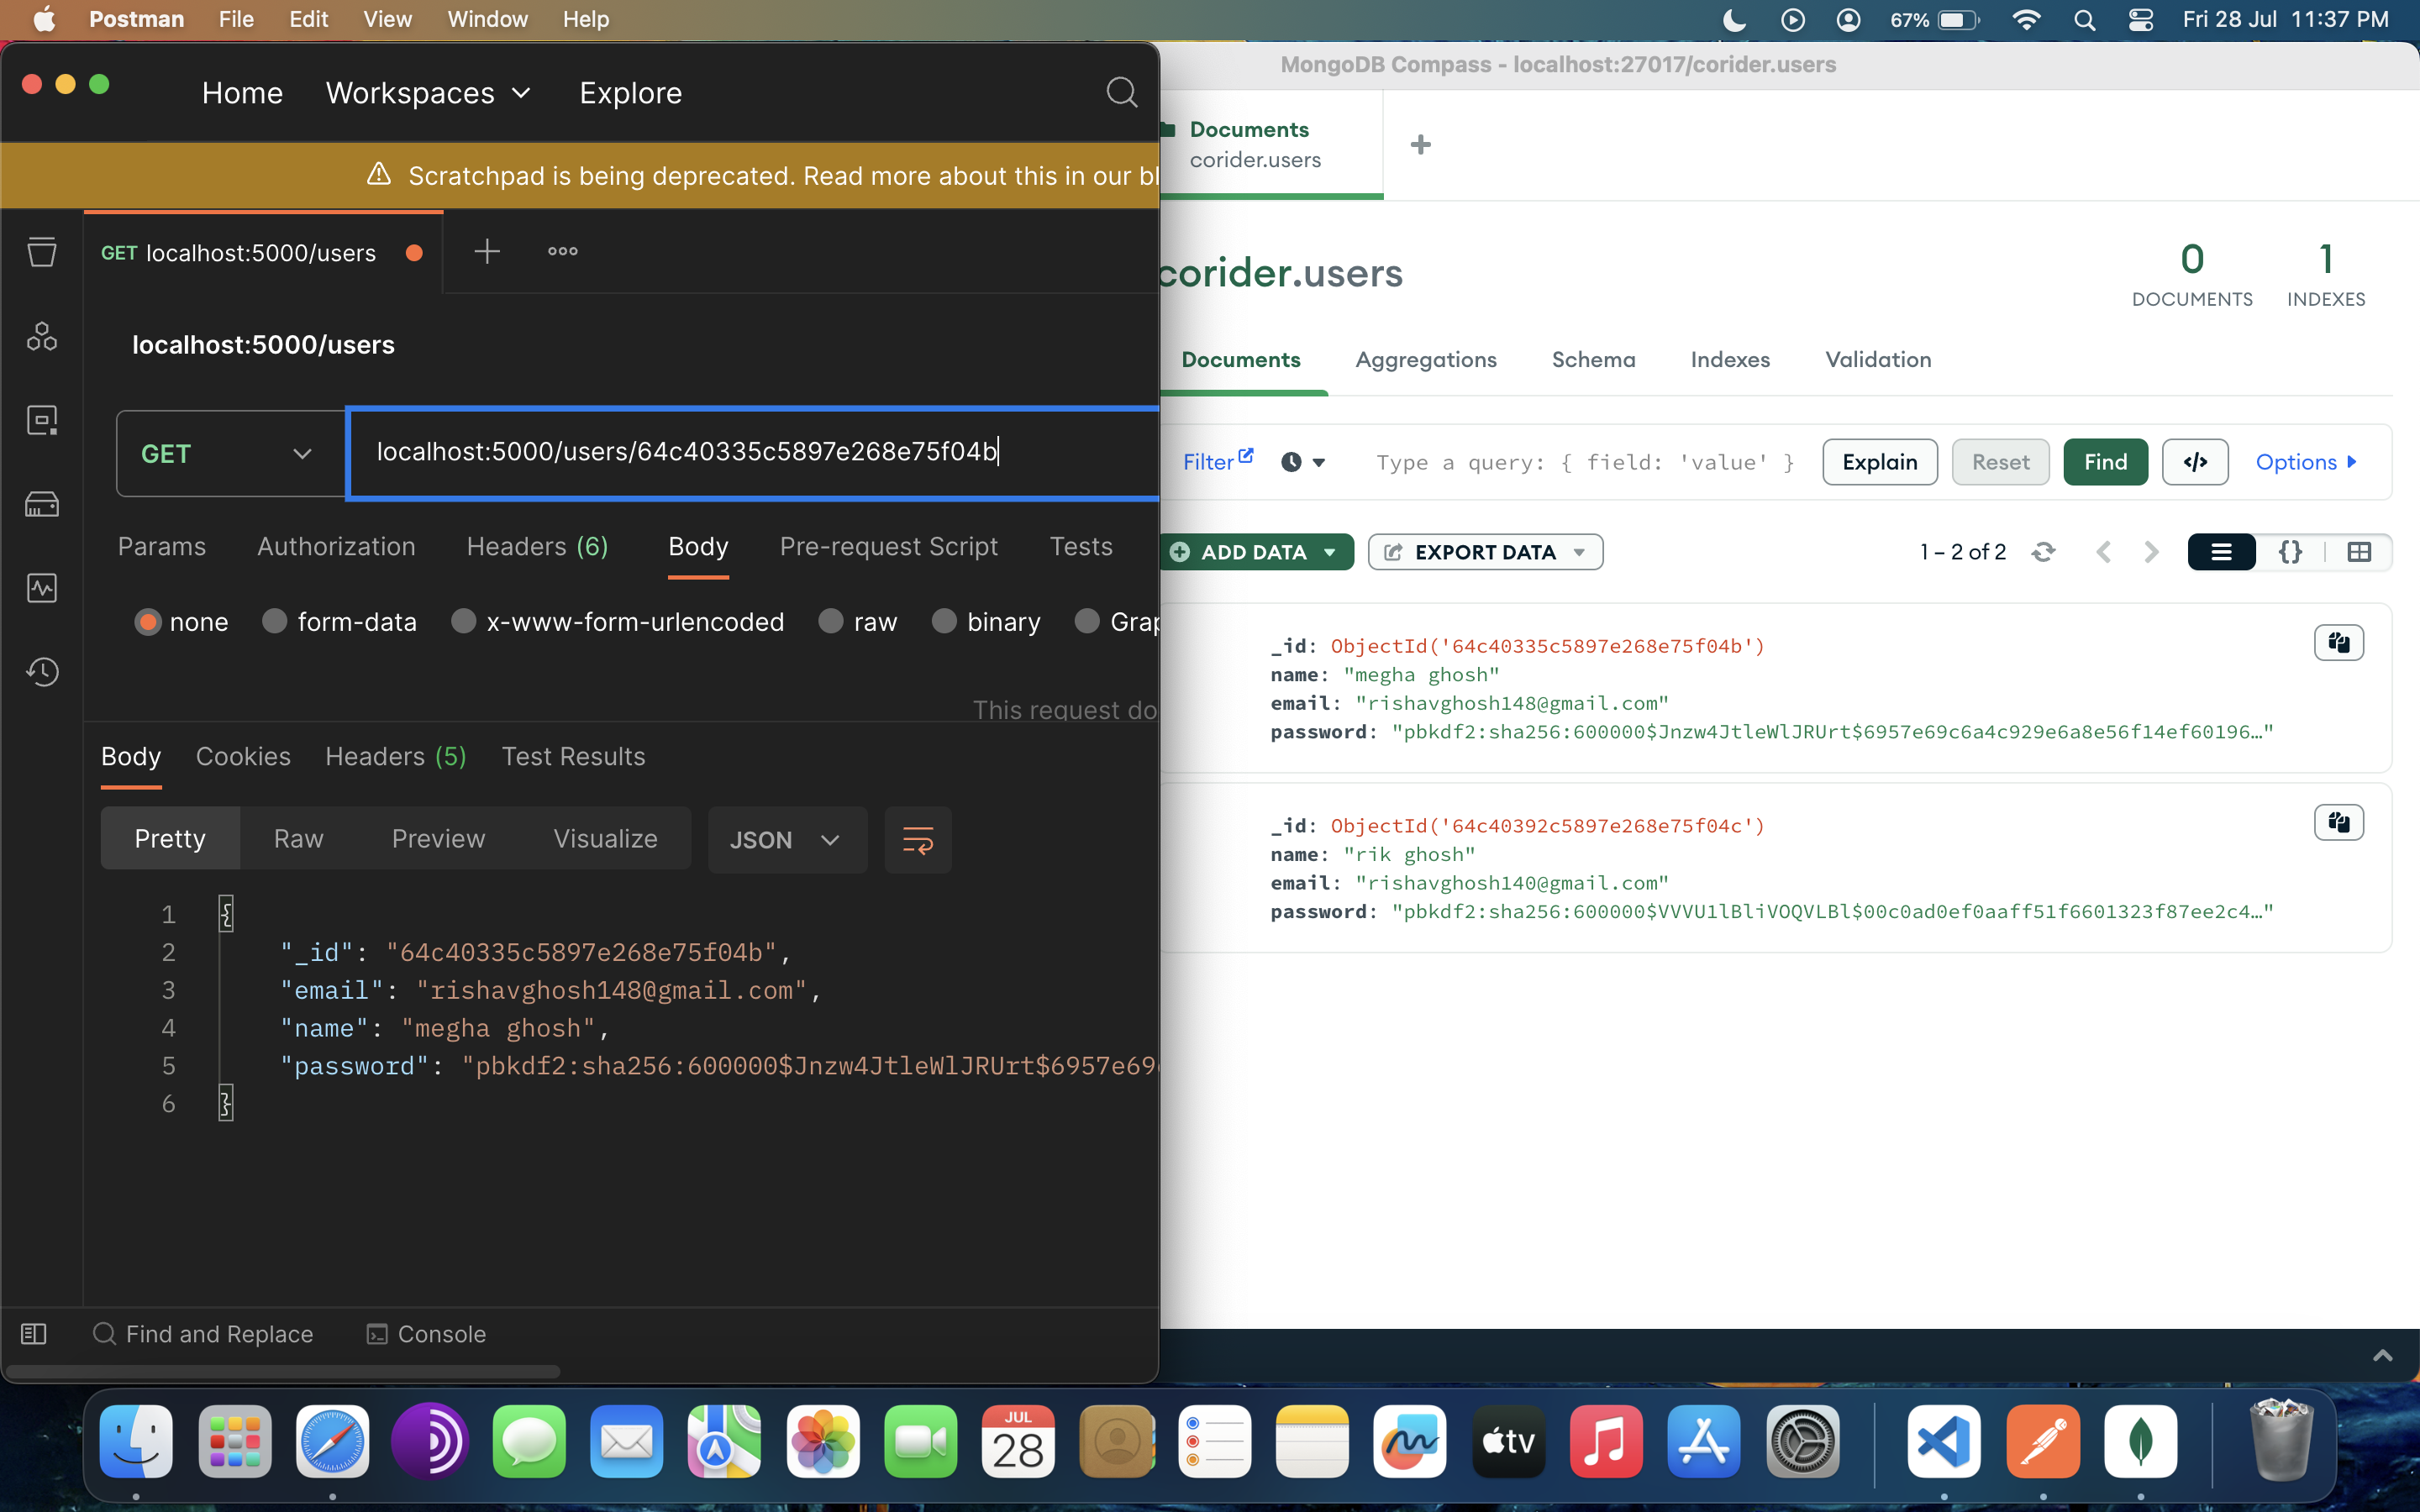 Postman File Edit View Window Help
67% Fri 28 Jul 11:37 PM
Home Workspaces Explore
Scratchpad is being deprecated. Read more about this in our bl
GET localhost:5000/users
localhost:5000/users
GET localhost:5000/users/64c40335c5897e268e75f04b
Params Authorization Headers (6) Body Pre-request Script Tests
none form-data x-www-form-urlencoded raw binary Grap
This request do
Body Cookies Headers (5) Test Results
Pretty Raw Preview Visualize JSON
1 {
2 "_id": "64c40335c5897e268e75f04b",
3 "email": "rishavghosh148@gmail.com",
4 "name": "megha ghosh",
5 "password": "pbkdf2:sha256:600000$Jnzw4JtleWlJRUrt$6957e69
6 }
Find and Replace Console
MongoDB Compass - localhost:27017/corider.users
Documents
corider.users
corider.users
0 DOCUMENTS
1 INDEXES
Documents Aggregations Schema Indexes Validation
Filter Type a query: { field: 'value' } Explain Reset Find </> Options
ADD DATA EXPORT DATA 1 – 2 of 2 {}
_id: ObjectId('64c40335c5897e268e75f04b')
name: "megha ghosh"
email: "rishavghosh148@gmail.com"
password: "pbkdf2:sha256:600000$Jnzw4JtleWlJRUrt$6957e69c6a4c929e6a8e56f14ef60196…"
_id: ObjectId('64c40392c5897e268e75f04c')
name: "rik ghosh"
email: "rishavghosh140@gmail.com"
password: "pbkdf2:sha256:600000$VVVU1lBliVOQVLBl$00c0ad0ef0aaff51f6601323f87ee2c4…"
JUL
28
tv